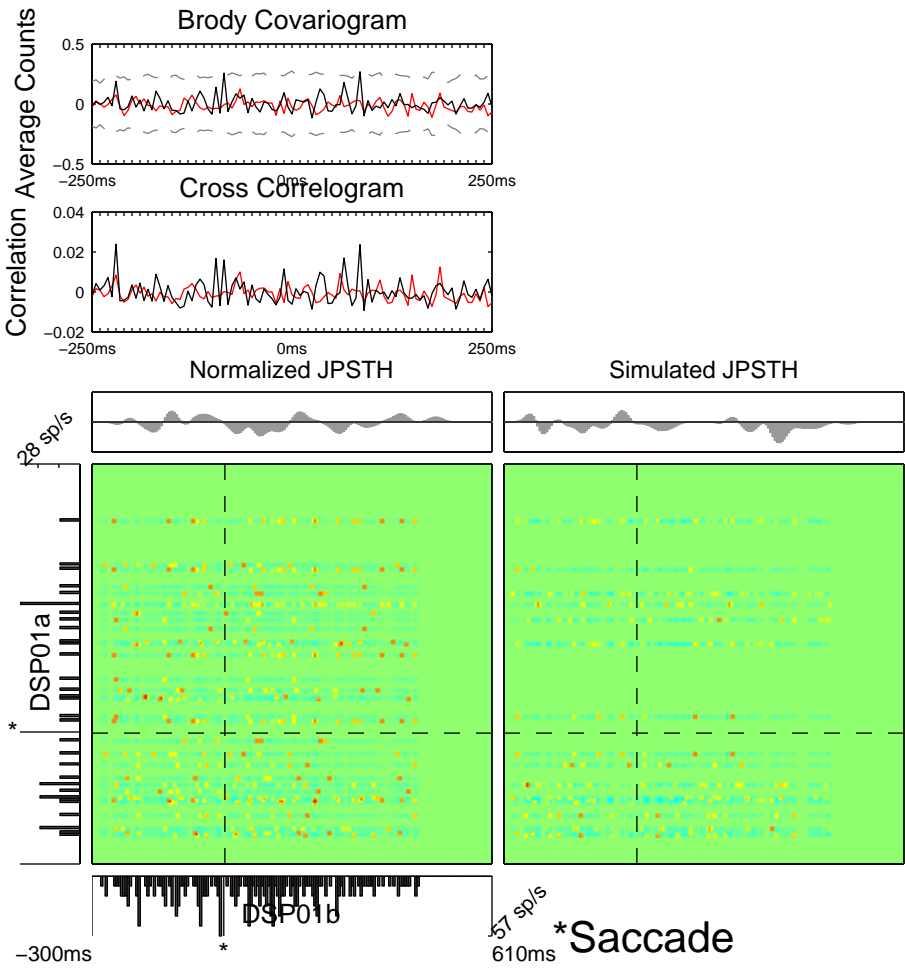 Brody Covariogram
Average Counts
0.5
0
−0.5
−250ms
0ms
250ms
Cross Correlogram
Correlation
0.04
0.02
0
−0.02
−250ms
0ms
250ms
Normalized JPSTH
Simulated JPSTH
28 sp/s
DSP01a
*
DSP01b
*
−57 sp/s
−300ms
610ms
*Saccade